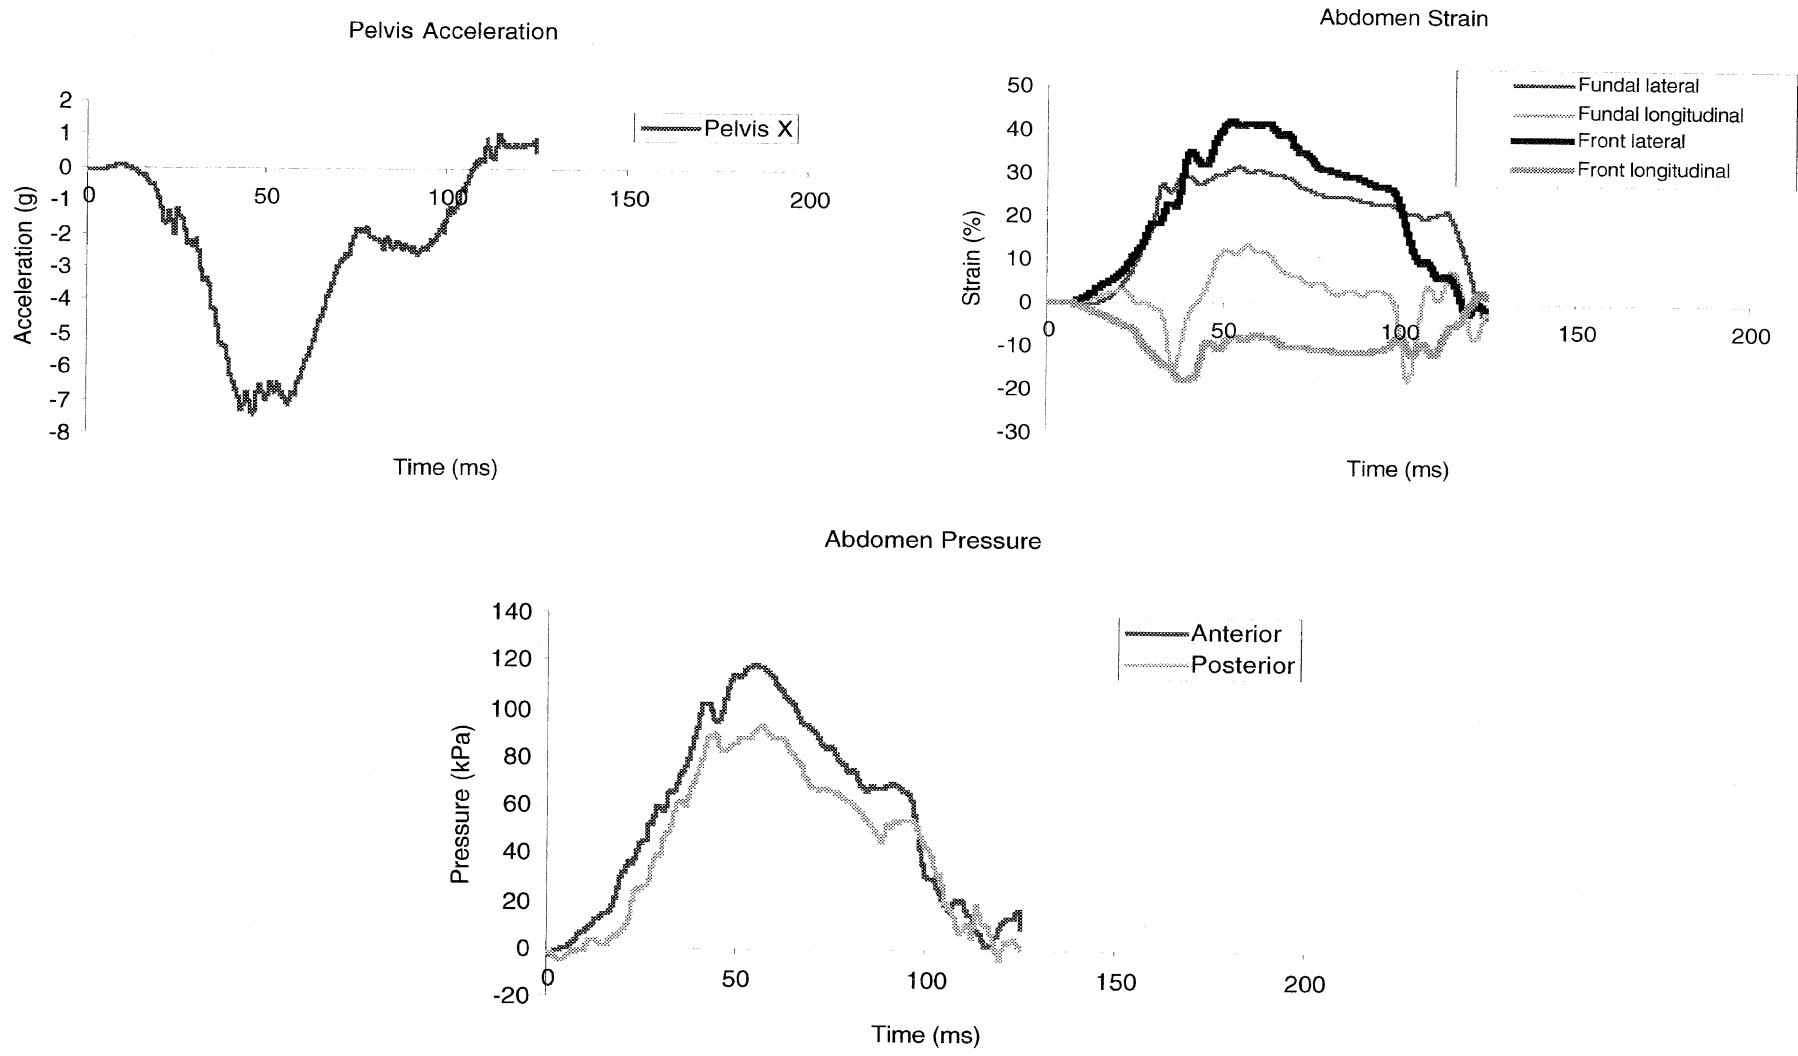 Pelvis Acceleration
2
1
0
-1
-2
-3
-4
-5
-6
-7
-8
Acceleration (g)
0 50 100 150 200
Time (ms)
Pelvis X
Abdomen Strain
50
40
30
20
10
0
-10
-20
-30
Strain (%)
0 50 100 150 200
Time (ms)
Fundal lateral
Fundal longitudinal
Front lateral
Front longitudinal
Abdomen Pressure
140
120
100
80
60
40
20
0
-20
Pressure (kPa)
0 50 100 150 200
Time (ms)
Anterior
Posterior